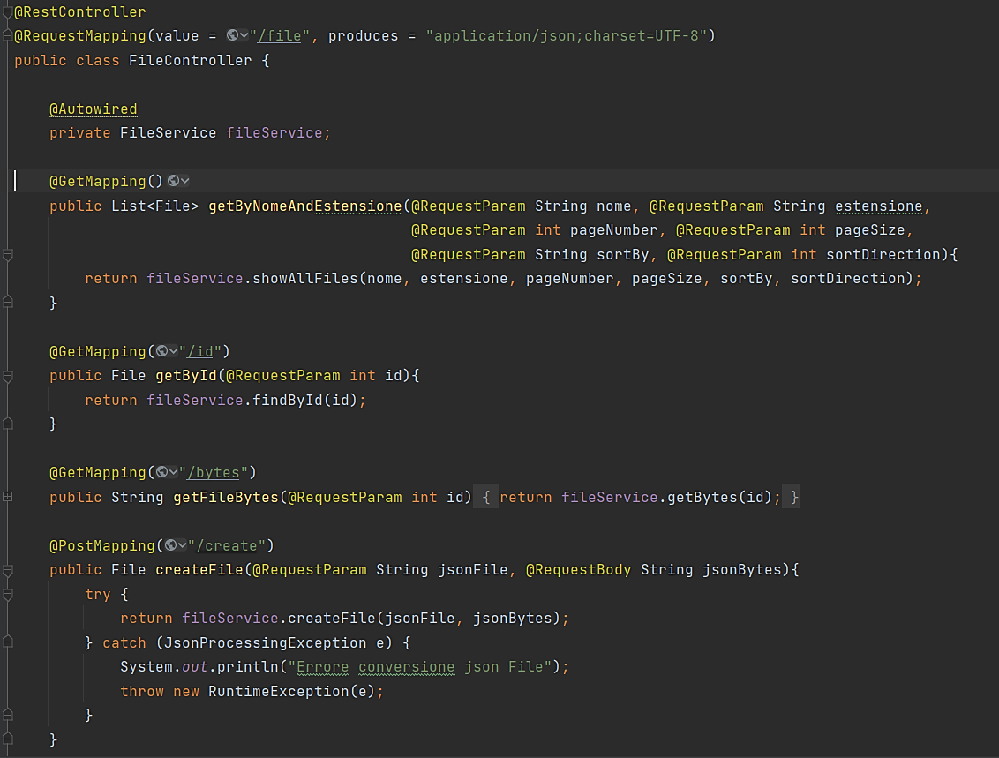 @RestController
@RequestMapping(value = "/file", produces = "application/json;charset=UTF-8")
public class FileController {
@Autowired
private FileService fileService;
@GetMapping()
public List<File> getByNomeAndEstensione(@RequestParam String nome, @RequestParam String estensione,
@RequestParam int pageNumber, @RequestParam int pageSize,
@RequestParam String sortBy, @RequestParam int sortDirection){
return fileService.showAllFiles(nome, estensione, pageNumber, pageSize, sortBy, sortDirection);
}
@GetMapping("/id")
public File getById(@RequestParam int id){
return fileService.findById(id);
}
@GetMapping("/bytes")
public String getFileBytes(@RequestParam int id) { return fileService.getBytes(id); }
@PostMapping("/create")
public File createFile(@RequestParam String jsonFile, @RequestBody String jsonBytes){
try {
return fileService.createFile(jsonFile, jsonBytes);
} catch (JsonProcessingException e) {
System.out.println("Errore conversione json File");
throw new RuntimeException(e);
}
}